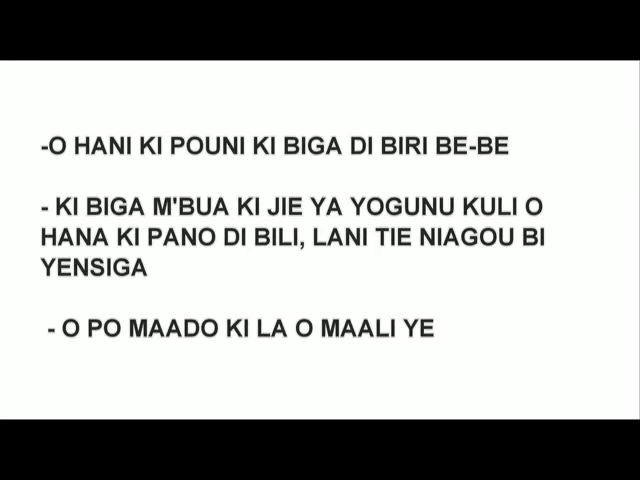 -O HANI KI POUNI KI BIGA DI BIRI BE-BE
- KI BIGA M'BUA KI JIE YA YOGUNU KULI O
HANA KI PANO DI BILI, LANI TIE NIAGOU BI
YENSIGA
- O PO MAADO KI LA O MAALI YE